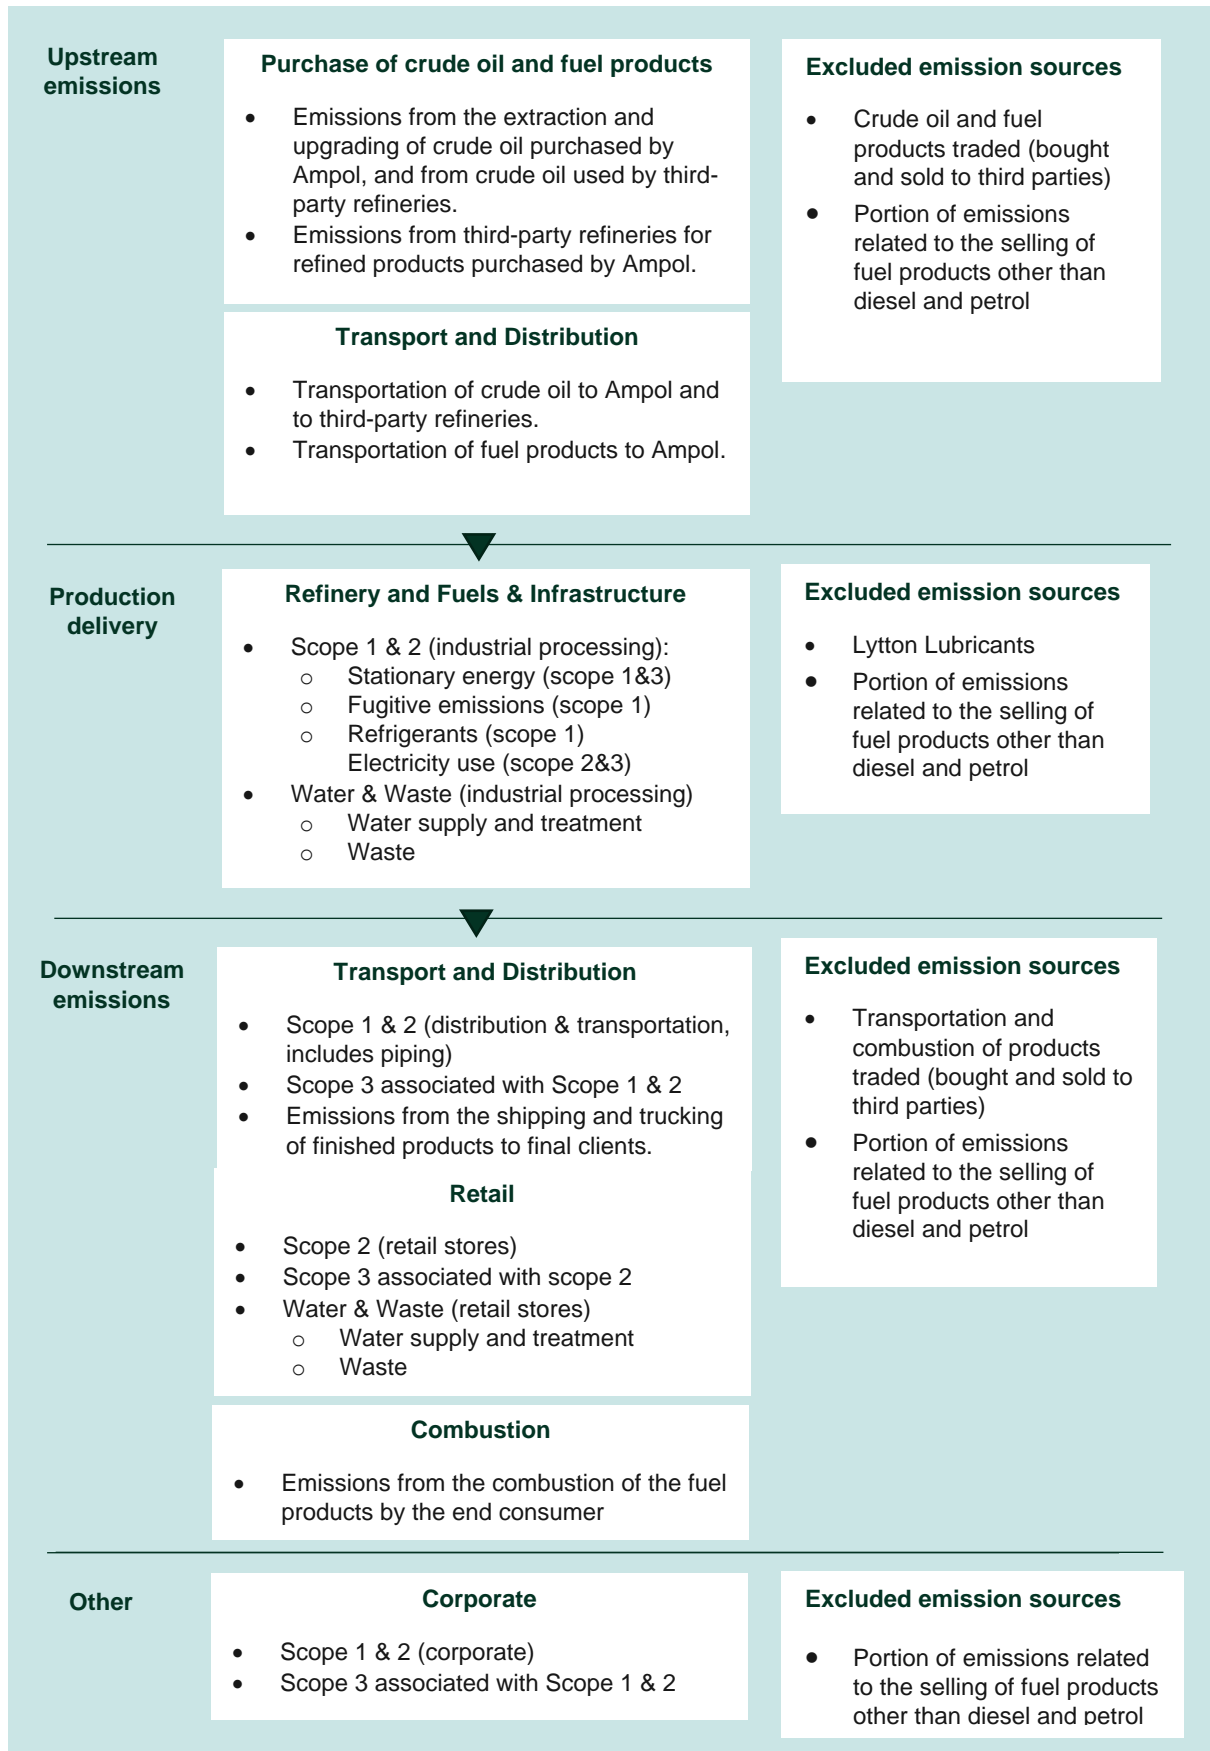 Upstream
emissions
Purchase of crude oil and fuel products
• Emissions from the extraction and
upgrading of crude oil purchased by
Ampol, and from crude oil used by third-
party refineries.
• Emissions from third-party refineries for
refined products purchased by Ampol.
Transport and Distribution
• Transportation of crude oil to Ampol and
to third-party refineries.
• Transportation of fuel products to Ampol.
Excluded emission sources
• Crude oil and fuel
products traded (bought
and sold to third parties)
• Portion of emissions
related to the selling of
fuel products other than
diesel and petrol
Production
delivery
Refinery and Fuels & Infrastructure
• Scope 1 & 2 (industrial processing):
o Stationary energy (scope 1&3)
o Fugitive emissions (scope 1)
o Refrigerants (scope 1)
Electricity use (scope 2&3)
• Water & Waste (industrial processing)
o Water supply and treatment
o Waste
Excluded emission sources
• Lytton Lubricants
• Portion of emissions
related to the selling of
fuel products other than
diesel and petrol
Downstream
emissions
Transport and Distribution
• Scope 1 & 2 (distribution & transportation,
includes piping)
• Scope 3 associated with Scope 1 & 2
• Emissions from the shipping and trucking
of finished products to final clients.
Retail
• Scope 2 (retail stores)
• Scope 3 associated with scope 2
• Water & Waste (retail stores)
o Water supply and treatment
o Waste
Combustion
• Emissions from the combustion of the fuel
products by the end consumer
Excluded emission sources
• Transportation and
combustion of products
traded (bought and sold to
third parties)
• Portion of emissions
related to the selling of
fuel products other than
diesel and petrol
Other
Corporate
• Scope 1 & 2 (corporate)
• Scope 3 associated with Scope 1 & 2
Excluded emission sources
• Portion of emissions related
to the selling of fuel products
other than diesel and petrol